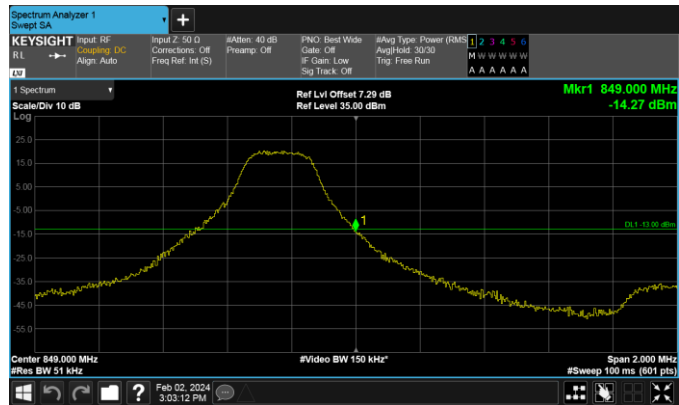 Spectrum Analyzer 1
Swept SA
+
KEYSIGHT
RL
LXI
Input: RF
Coupling: DC
Align: Auto
Input Z: 50 Ω
Corrections: Off
Freq Ref: Int (S)
#Atten: 40 dB
Preamp: Off
PNO: Best Wide
Gate: Off
IF Gain: Low
Sig Track: Off
#Avg Type: Power (RMS
Avg|Hold: 30/30
Trig: Free Run
1 2 3 4 5 6
M W W W W W
A A A A A A
1 Spectrum
Scale/Div 10 dB
Log
Ref Lvl Offset 7.29 dB
Ref Level 35.00 dBm
Mkr1 849.000 MHz
-14.27 dBm
25.0
15.0
5.00
-5.00
-15.0
-25.0
-35.0
-45.0
-55.0
1
DL1 -13.00 dBm
Center 849.000 MHz
#Res BW 51 kHz
#Video BW 150 kHz*
Span 2.000 MHz
#Sweep 100 ms (601 pts)
?
Feb 02, 2024
3:03:12 PM